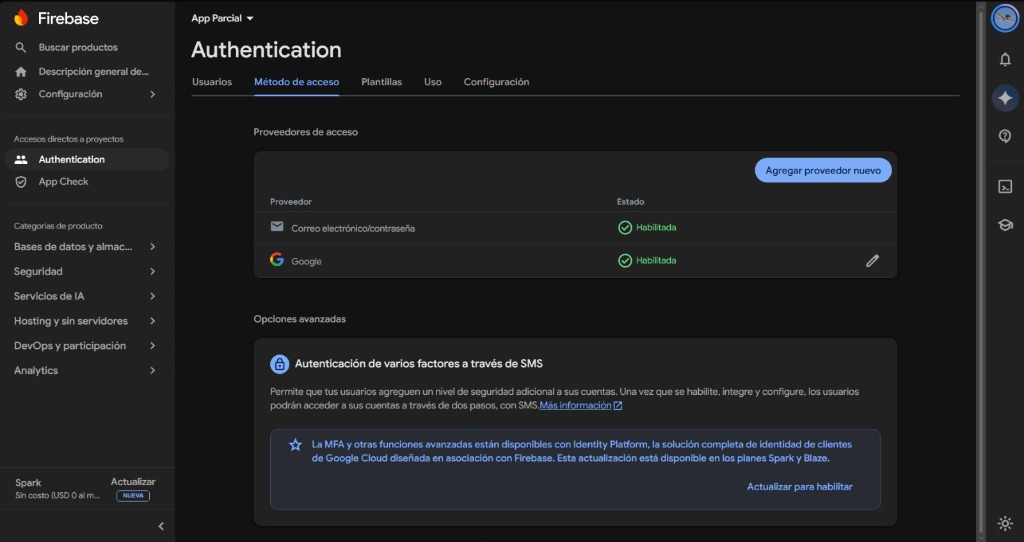 Firebase
Buscar productos
Descripción general de...
Configuración
Accesos directos a proyectos
Authentication
App Check
Categorías de producto
Bases de datos y almac...
Seguridad
Servicios de IA
Hosting y sin servidores
DevOps y participación
Analytics
Spark
Sin costo (USD 0 al m...
Actualizar
NUEVA
App Parcial
Authentication
Usuarios
Método de acceso
Plantillas
Uso
Configuración
Proveedores de acceso
Agregar proveedor nuevo
Proveedor
Estado
Correo electrónico/contraseña
Habilitada
Google
Habilitada
Opciones avanzadas
Autenticación de varios factores a través de SMS
Permite que tus usuarios agreguen un nivel de seguridad adicional a sus cuentas. Una vez que se habilite, integre y configure, los usuarios
podrán acceder a sus cuentas a través de dos pasos, con SMS.Más información
La MFA y otras funciones avanzadas están disponibles con Identity Platform, la solución completa de identidad de clientes
de Google Cloud diseñada en asociación con Firebase. Esta actualización está disponible en los planes Spark y Blaze.
Actualizar para habilitar